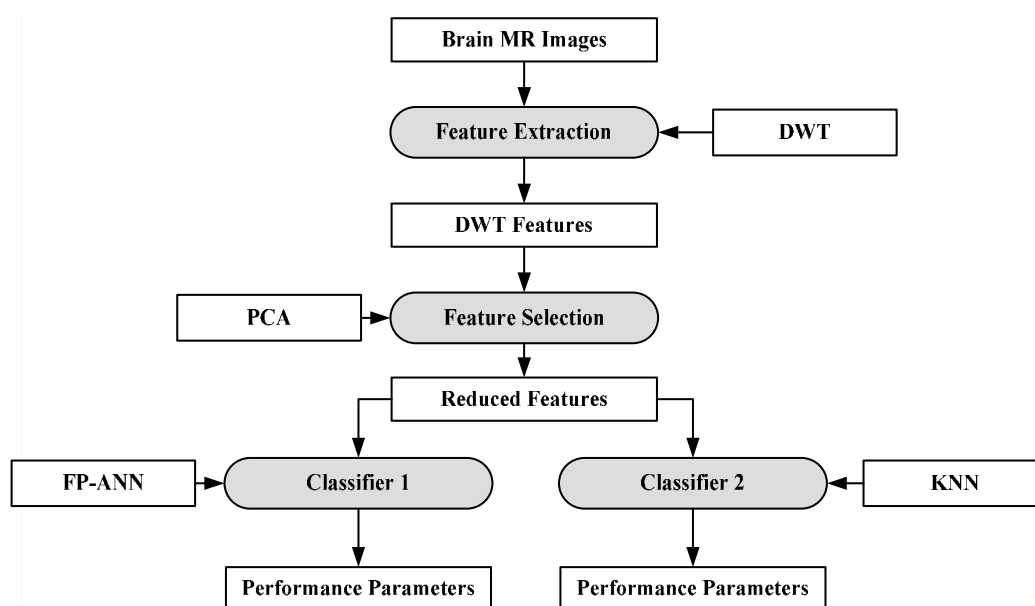 Brain MR Images
Feature Extraction
DWT
DWT Features
PCA
Feature Selection
Reduced Features
FP-ANN
Classifier 1
Classifier 2
KNN
Performance Parameters
Performance Parameters